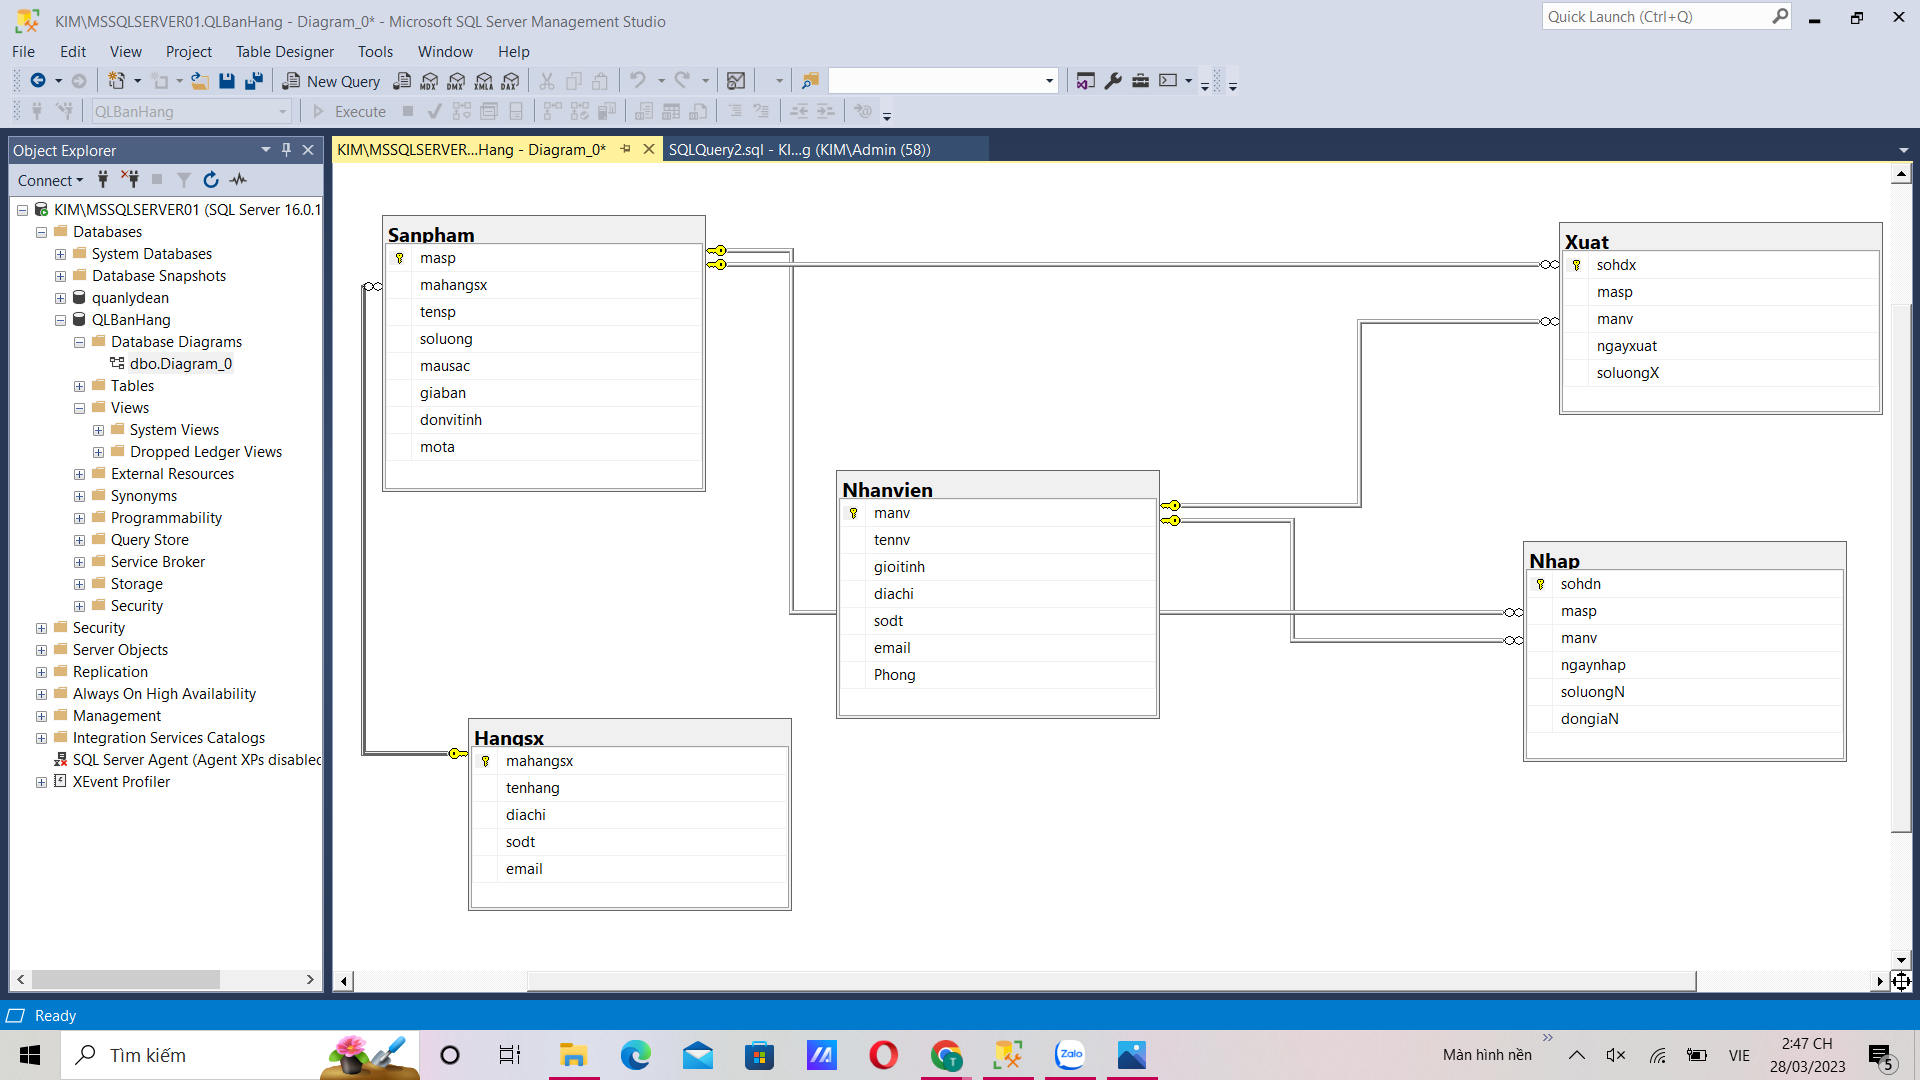 KIM\MSSQLSERVER01.QLBanHang - Diagram_0* - Microsoft SQL Server Management Studio
Quick Launch (Ctrl+Q)
File Edit View Project Table Designer Tools Window Help
New Query
MDX DMX XMLA DAX
QLBanHang
Execute
Object Explorer
KIM\MSSQLSERVER...Hang - Diagram_0*
SQLQuery2.sql - KI...g (KIM\Admin (58))
Connect
KIM\MSSQLSERVER01 (SQL Server 16.0.1
Databases
System Databases
Database Snapshots
quanlydean
QLBanHang
Database Diagrams
dbo.Diagram_0
Tables
Views
System Views
Dropped Ledger Views
External Resources
Synonyms
Programmability
Query Store
Service Broker
Storage
Security
Security
Server Objects
Replication
Always On High Availability
Management
Integration Services Catalogs
SQL Server Agent (Agent XPs disabled
XEvent Profiler
Sanpham
masp
mahangsx
tensp
soluong
mausac
giaban
donvitinh
mota
Xuat
sohdx
masp
manv
ngayxuat
soluongX
Nhanvien
manv
tennv
gioitinh
diachi
sodt
email
Phong
Nhap
sohdn
masp
manv
ngaynhap
soluongN
dongiaN
Hangsx
mahangsx
tenhang
diachi
sodt
email
Ready
Tìm kiếm
T
Zalo
Màn hình nền
VIE
2:47 CH
28/03/2023
5